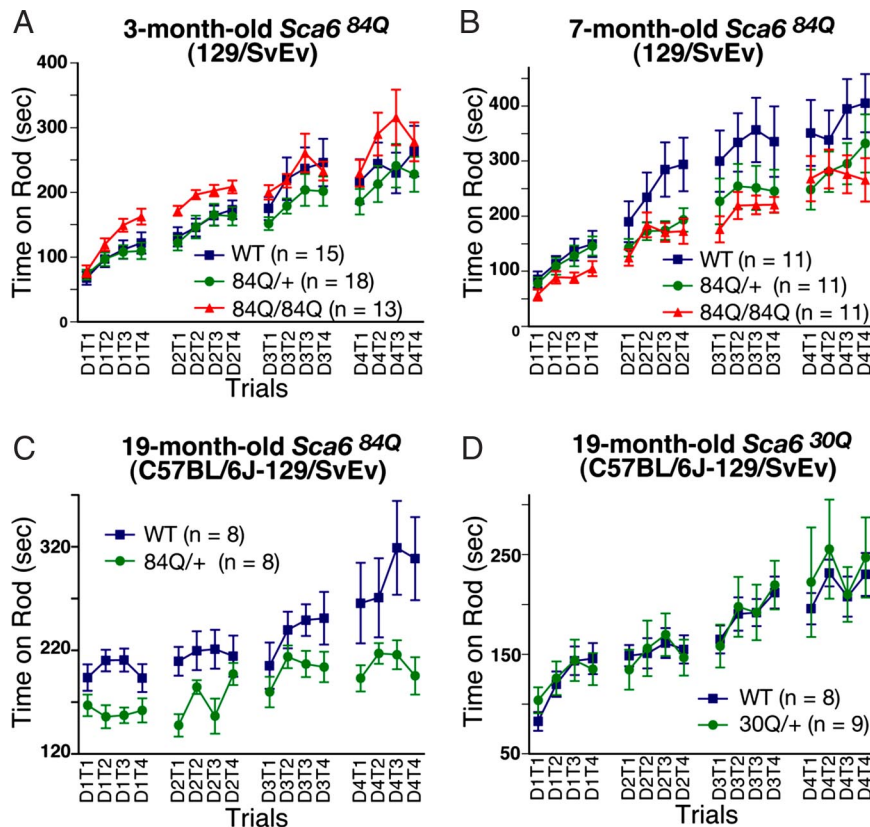 A
3-month-old Sca6 84Q
(129/SvEv)
Time on Rod (sec)
400
300
200
100
0
WT (n = 15)
84Q/+ (n = 18)
84Q/84Q (n = 13)
D1T1
D1T2
D1T3
D1T4
D2T1
D2T2
D2T3
D2T4
D3T1
D3T2
D3T3
D3T4
D4T1
D4T2
D4T3
D4T4
Trials
B
7-month-old Sca6 84Q
(129/SvEv)
Time on Rod (sec)
400
300
200
100
0
WT (n = 11)
84Q/+ (n = 11)
84Q/84Q (n = 11)
D1T1
D1T2
D1T3
D1T4
D2T1
D2T2
D2T3
D2T4
D3T1
D3T2
D3T3
D3T4
D4T1
D4T2
D4T3
D4T4
Trials
C
19-month-old Sca6 84Q
(C57BL/6J-129/SvEv)
Time on Rod (sec)
320
220
120
WT (n = 8)
84Q/+ (n = 8)
D1T1
D1T2
D1T3
D1T4
D2T1
D2T2
D2T3
D2T4
D3T1
D3T2
D3T3
D3T4
D4T1
D4T2
D4T3
D4T4
Trials
D
19-month-old Sca6 30Q
(C57BL/6J-129/SvEv)
Time on Rod (sec)
250
150
50
WT (n = 8)
30Q/+ (n = 9)
D1T1
D1T2
D1T3
D1T4
D2T1
D2T2
D2T3
D2T4
D3T1
D3T2
D3T3
D3T4
D4T1
D4T2
D4T3
D4T4
Trials